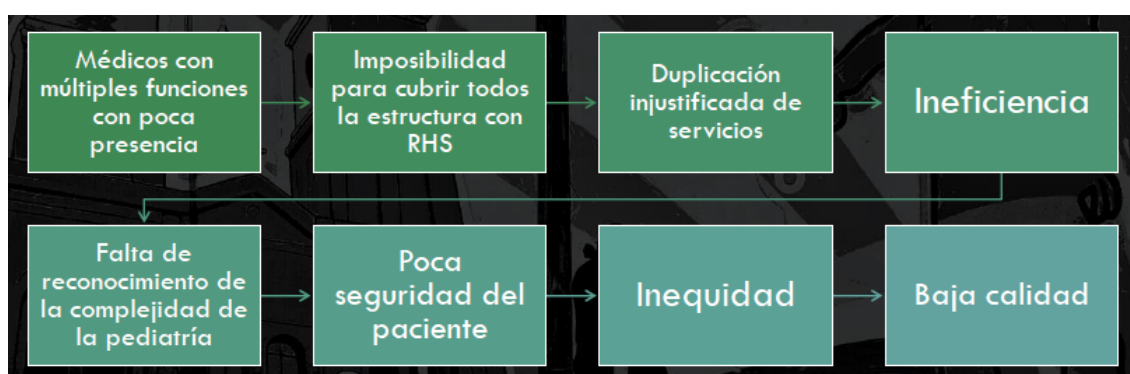 Médicos con
múltiples funciones
con poca
presencia
Imposibilidad
para cubrir todos
la estructura con
RHS
Duplicación
injustificada de
servicios
Ineficiencia
Falta de
reconocimiento de
la complejidad de
la pediatría
Poca
seguridad del
paciente
Inequidad
Baja calidad